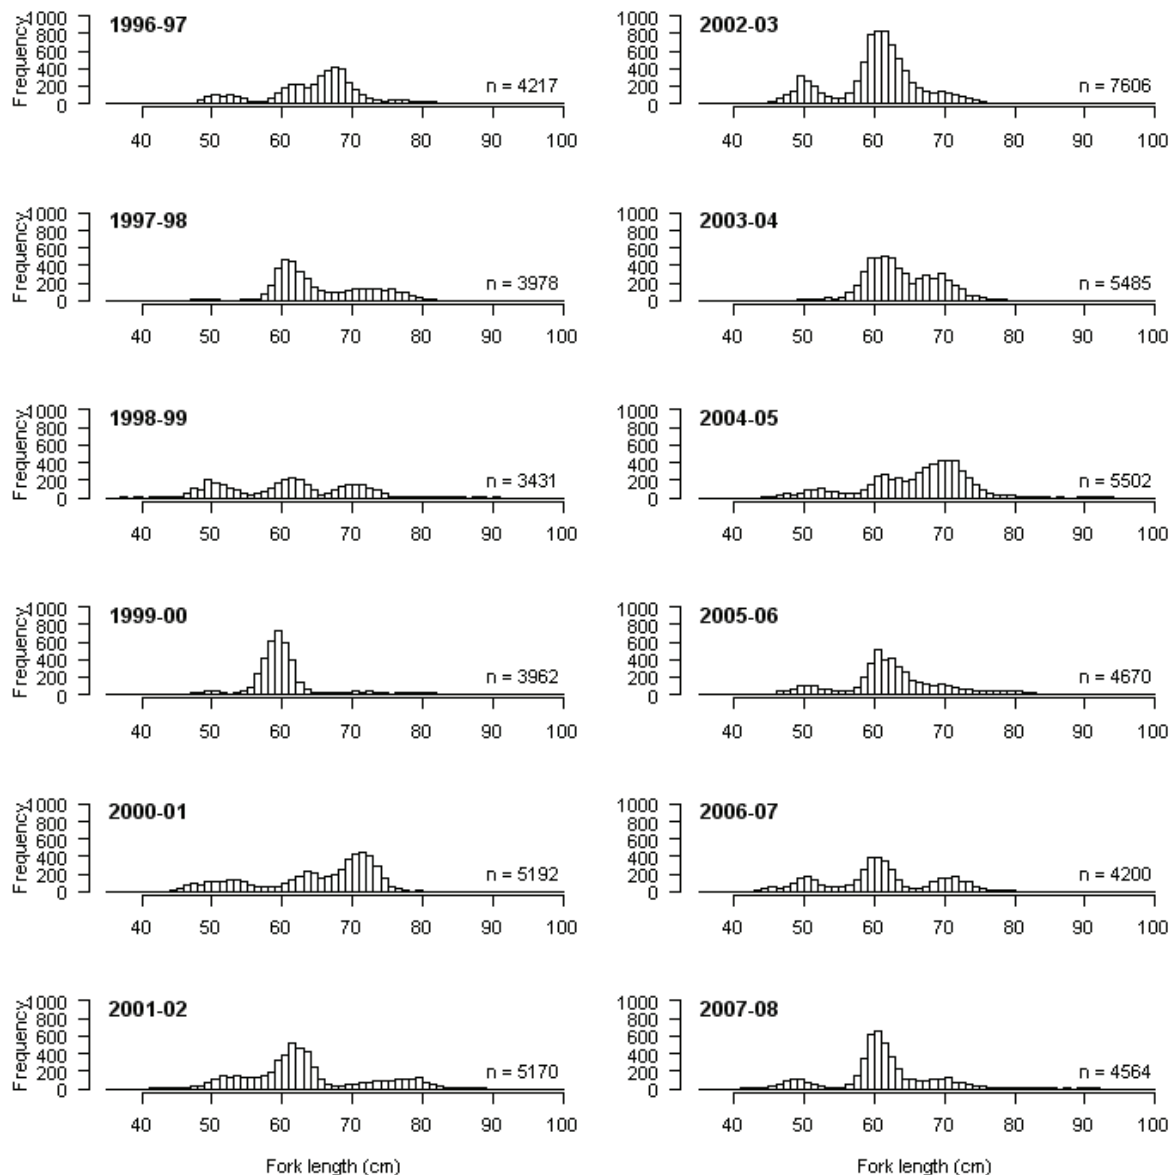 1996-97
Frequency
1000
800
600
400
200
0
n = 4217
40 50 60 70 80 90 100
1997-98
Frequency
1000
800
600
400
200
0
n = 3978
40 50 60 70 80 90 100
1998-99
Frequency
1000
800
600
400
200
0
n = 3431
40 50 60 70 80 90 100
1999-00
Frequency
1000
800
600
400
200
0
n = 3962
40 50 60 70 80 90 100
2000-01
Frequency
1000
800
600
400
200
0
n = 5192
40 50 60 70 80 90 100
2001-02
Frequency
1000
800
600
400
200
0
n = 5170
40 50 60 70 80 90 100
Fork length (cm)
2002-03
1000
800
600
400
200
0
n = 7606
40 50 60 70 80 90 100
2003-04
1000
800
600
400
200
0
n = 5485
40 50 60 70 80 90 100
2004-05
1000
800
600
400
200
0
n = 5502
40 50 60 70 80 90 100
2005-06
1000
800
600
400
200
0
n = 4670
40 50 60 70 80 90 100
2006-07
1000
800
600
400
200
0
n = 4200
40 50 60 70 80 90 100
2007-08
1000
800
600
400
200
0
n = 4564
40 50 60 70 80 90 100
Fork length (cm)